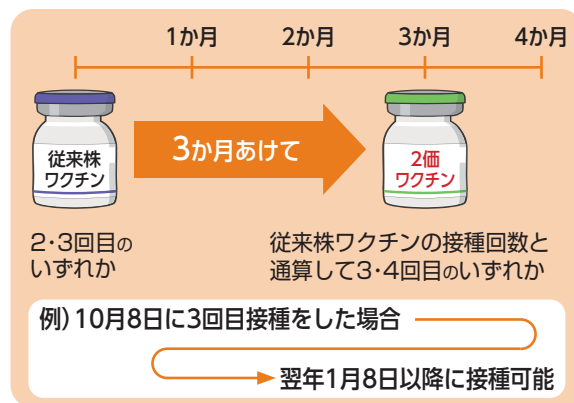 1か月 2か月 3か月 4か月
従来株
ワクチン
3か月あけて
2価
ワクチン
2・3回目の
いずれか
従来株ワクチンの接種回数と
通算して3・4回目のいずれか
例）10月8日に3回目接種をした場合
翌年1月8日以降に接種可能